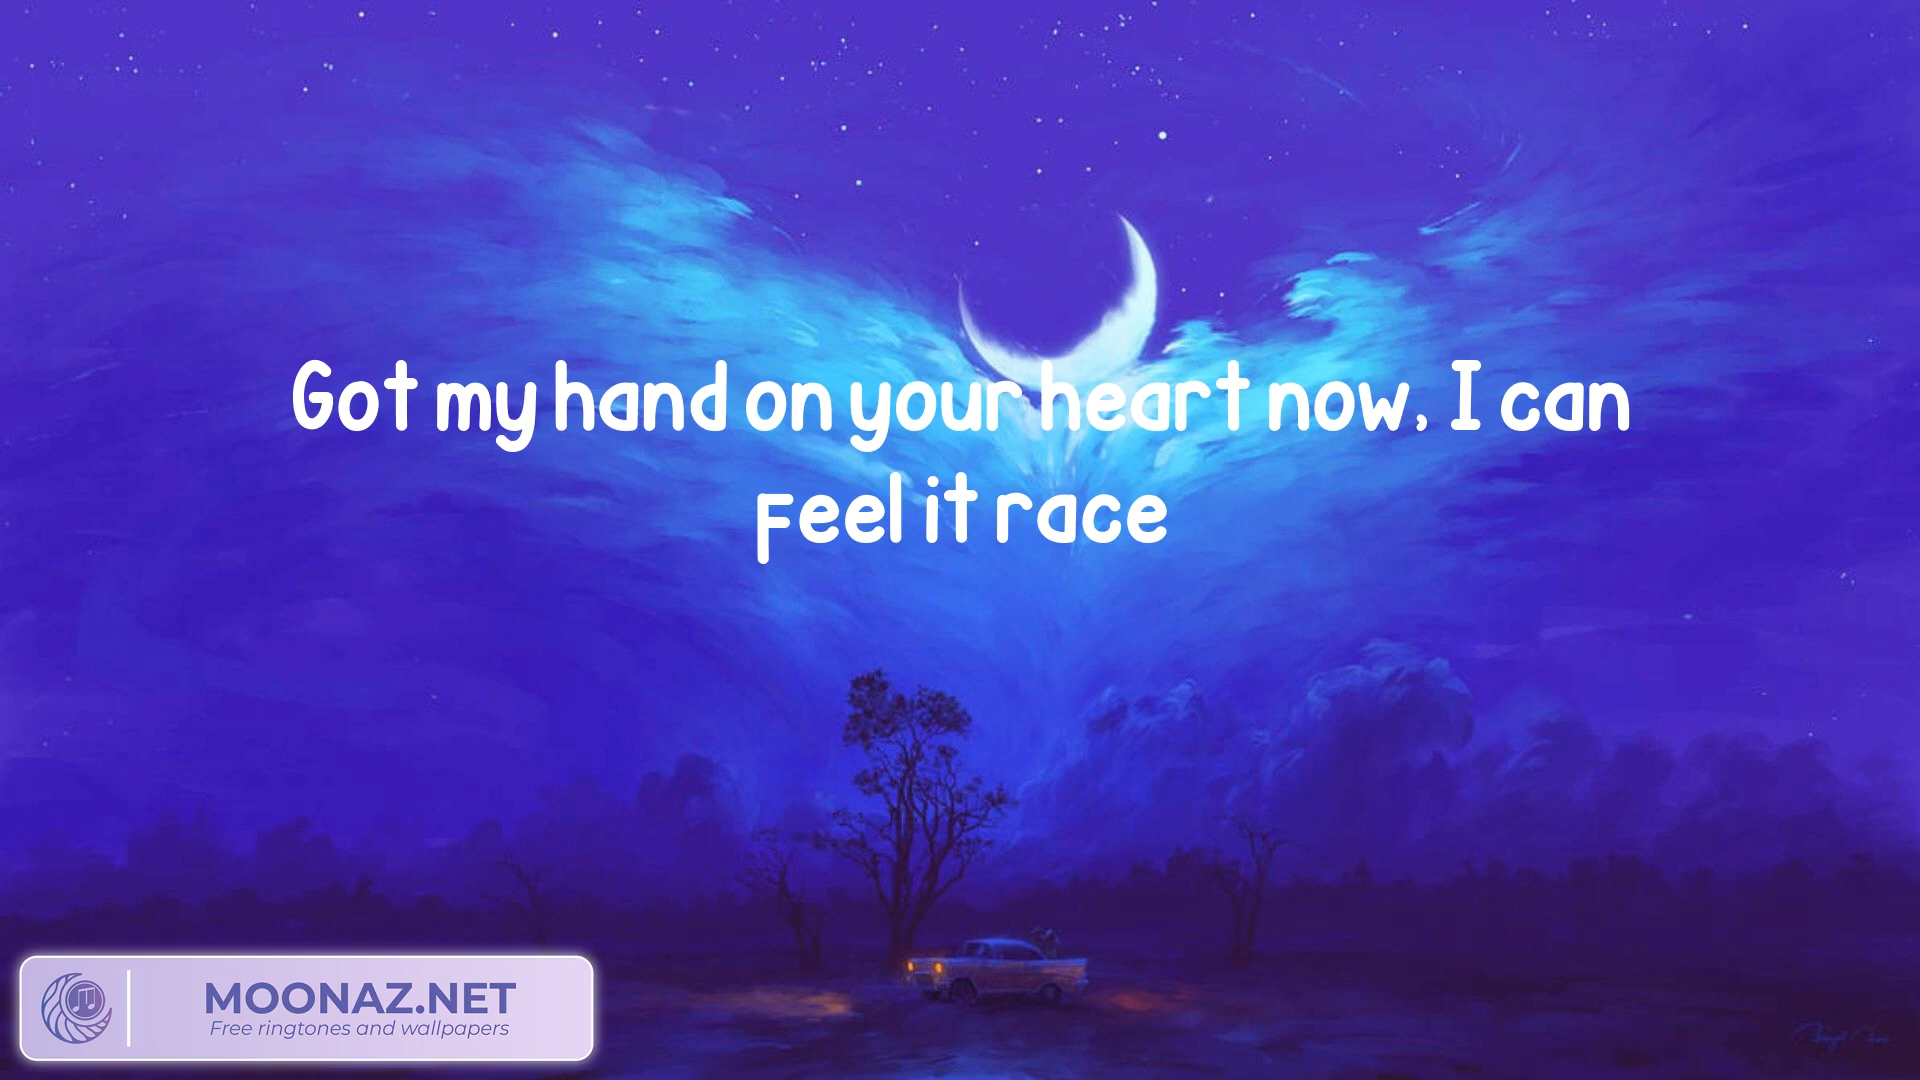 Got my hand on your heart now, I can
feel it race
MOONAZ.NET
Free ringtones and wallpapers